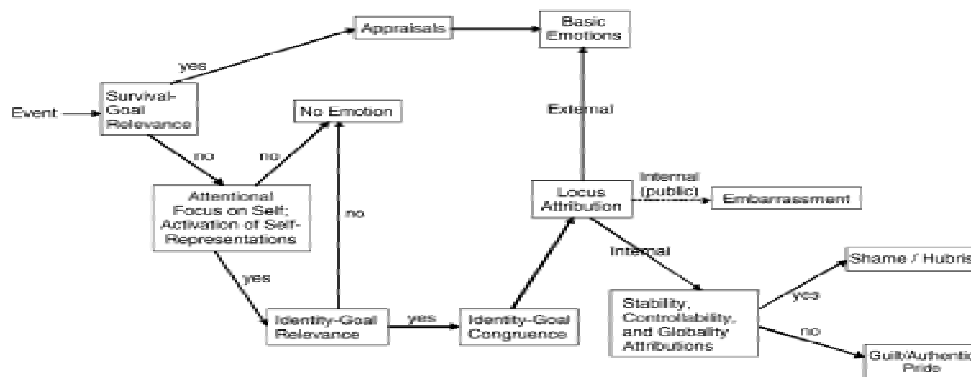 Basic
Emotions
Appraisals
yes
Event
Survival-
Goal
Relevance
No Emotion
External
no
no
Attentional
Focus on Self;
Activation of Self-
Representations
no
Locus
Attribution
Internal
(public)
Embarrassment
yes
Internal
Shame / Hubris
Identity-Goal
Relevance
yes
Identity-Goal
Congruence
Stability,
Controllability,
and Globality
Attributions
yes
no
Guilt/Authentic
Pride